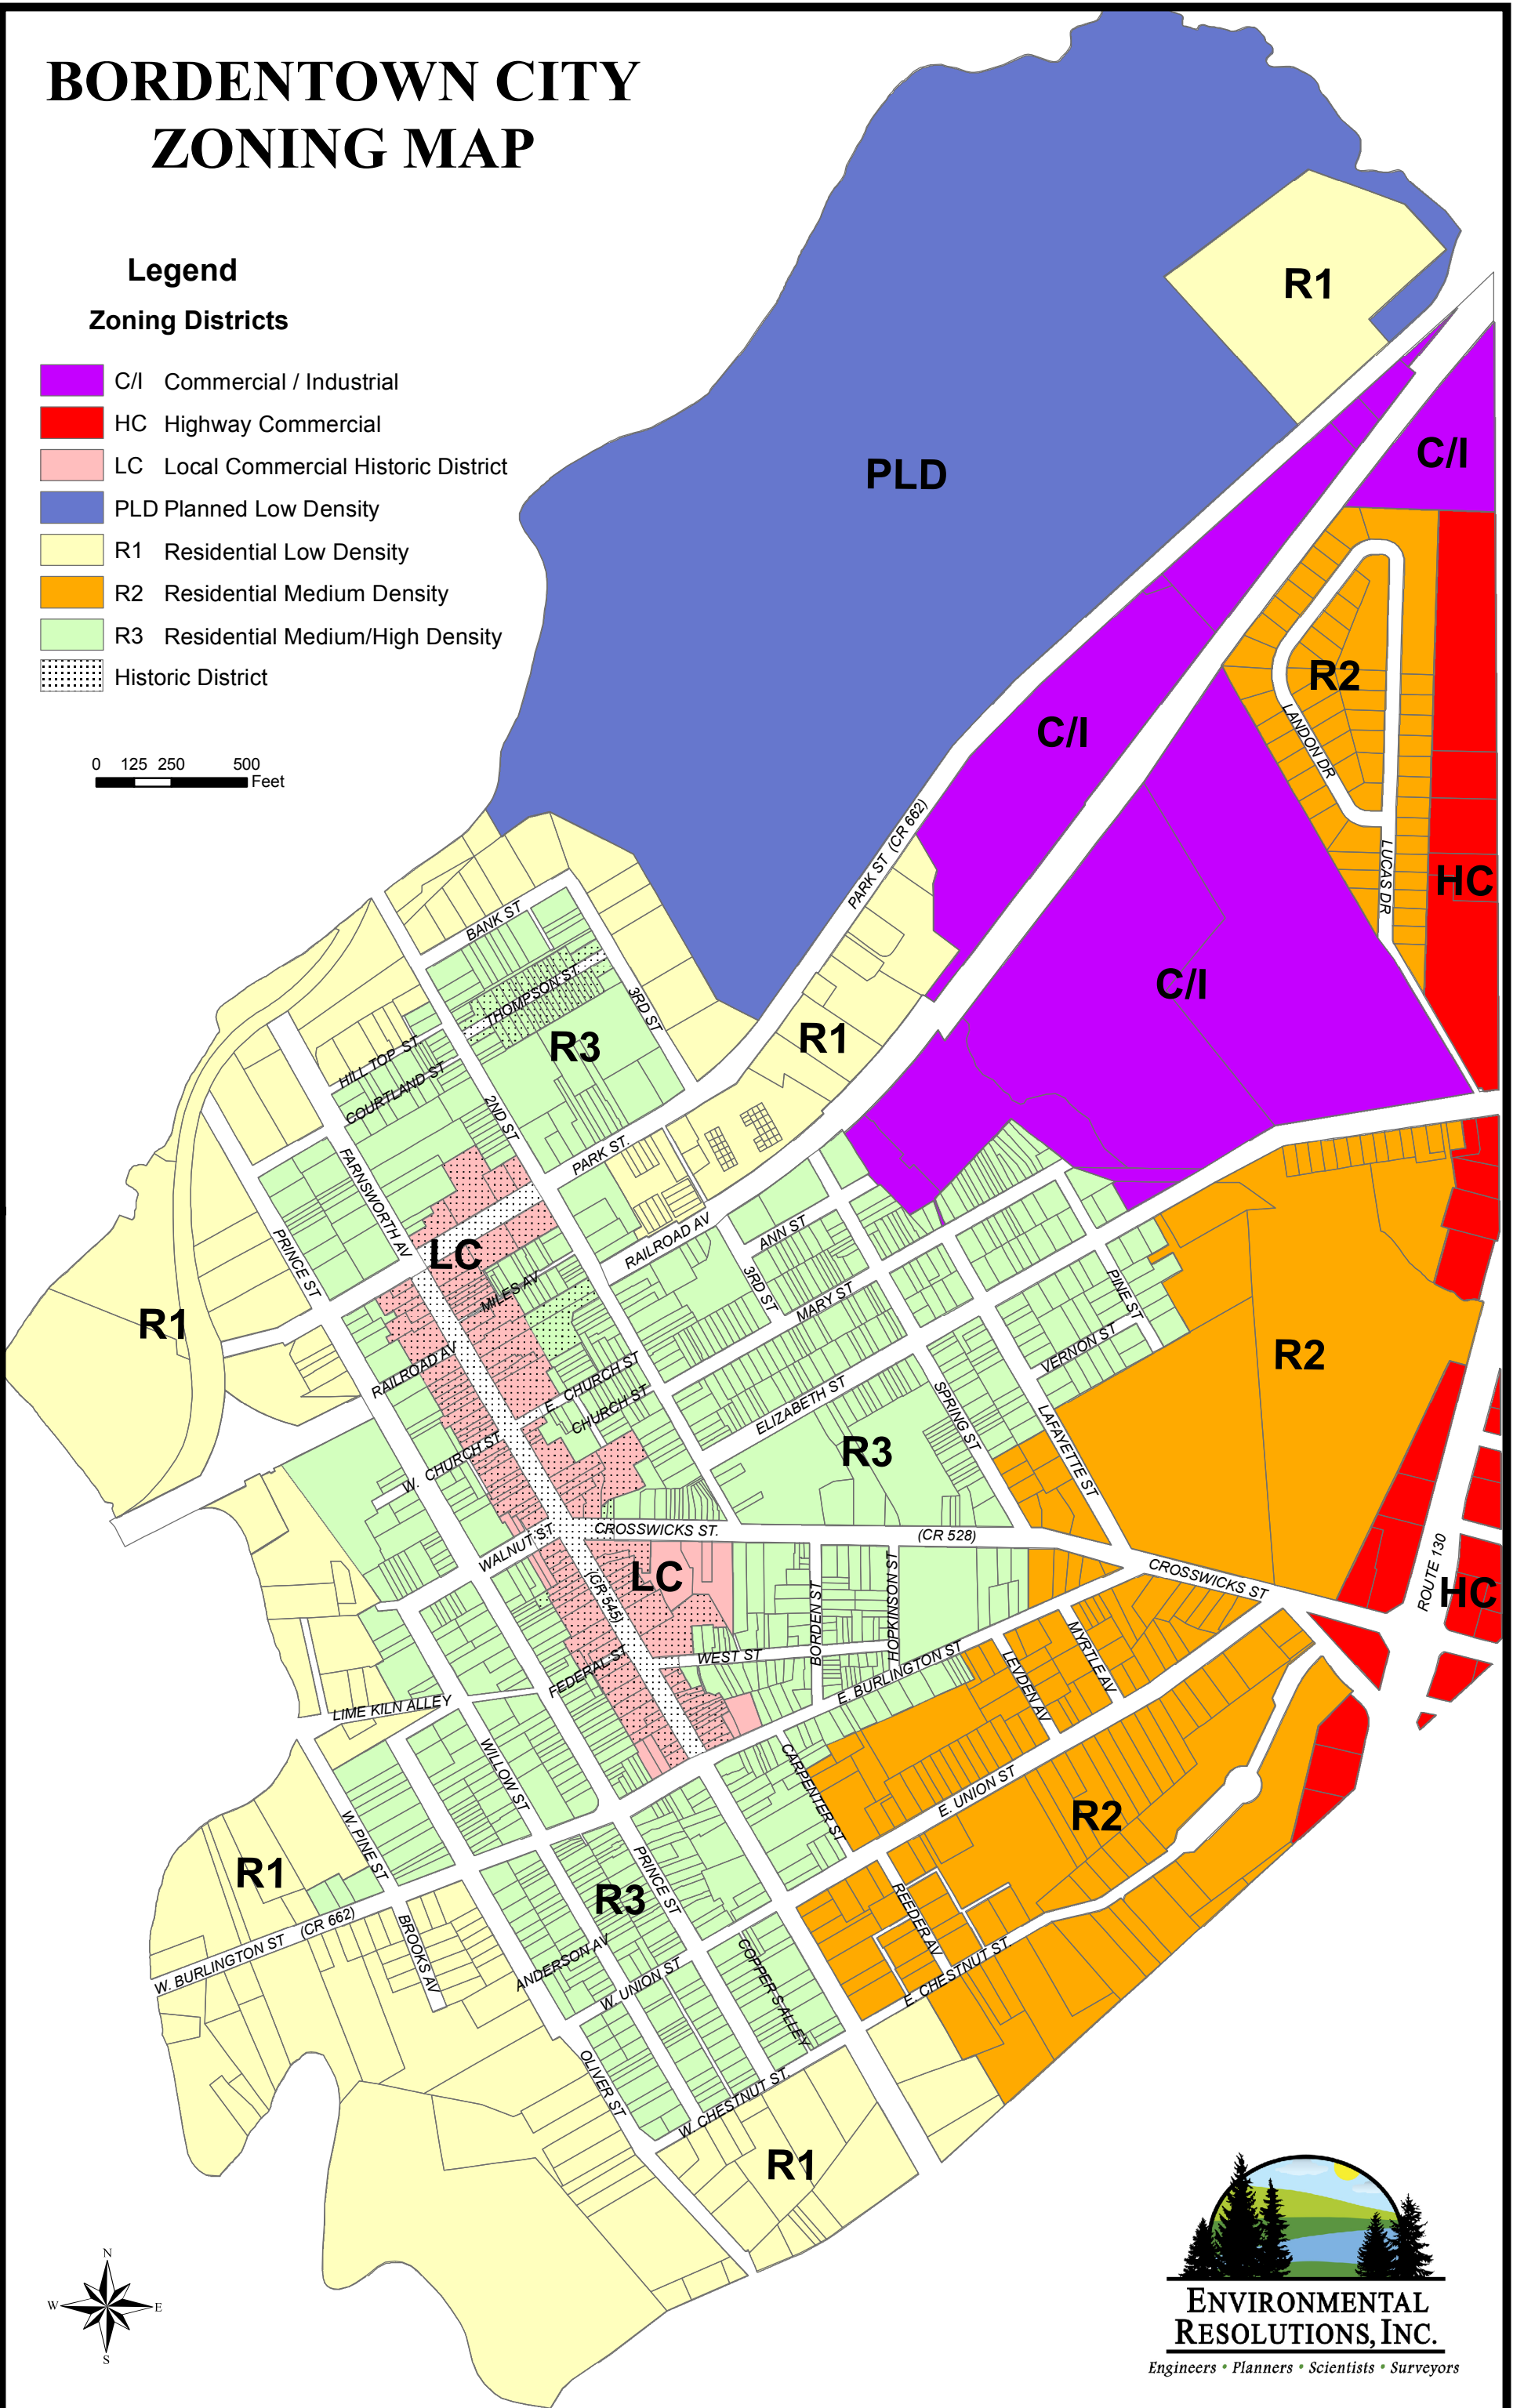 BORDENTOWN CITY
ZONING MAP
Legend
Zoning Districts
C/I Commercial / Industrial
HC Highway Commercial
LC Local Commercial Historic District
PLD Planned Low Density
R1 Residential Low Density
R2 Residential Medium Density
R3 Residential Medium/High Density
Historic District
0 125 250 500
Feet
R1
PLD
C/I
R2
C/I
LANDON DR
PARK ST (CR 662)
LUCAS DR
HC
BANK ST
THOMPSON ST
3RD ST
C/I
R1
R3
HILL TOP ST
COURTLAND ST
2ND ST
PARK ST.
FARNSWORTH AV
PRINCE ST
LC
RAILROAD AV
ANN ST
3RD ST
MILES AV
MARY ST
PINE ST
R1
VERNON ST
R2
RAILROAD AV
E. CHURCH ST
CHURCH ST
ELIZABETH ST
SPRING ST
LAFAYETTE ST
R3
W. CHURCH ST
WALNUT ST
CROSSWICKS ST.
(CR 528)
CROSSWICKS ST
ROUTE 130
HC
LC
(CR 545)
BORDEN ST
HOPKINSON ST
WEST ST
FEDERAL ST
E. BURLINGTON ST
LEYDEN AV
MYRTLE AV
LIME KILN ALLEY
WILLOW ST
CARPENTER ST
E. UNION ST
R2
W. PINE ST
R1
PRINCE ST
R3
REEDER AV
W. BURLINGTON ST (CR 662)
BROOKS AV
ANDERSON AV
W. UNION ST
COPPER S ALLEY
E. CHESTNUT ST.
OLIVER ST
W. CHESTNUT ST.
R1
N
W
E
S
ENVIRONMENTAL
RESOLUTIONS, INC.
Engineers • Planners • Scientists • Surveyors